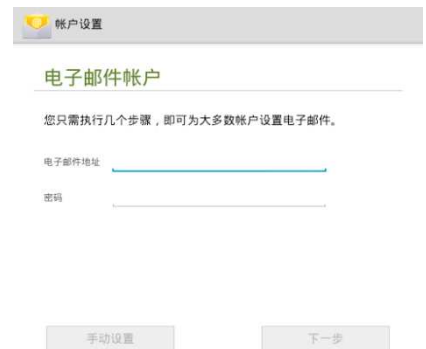 帐户设置
电子邮件帐户
您只需执行几个步骤，即可为大多数帐户设置电子邮件。
电子邮件地址
密码
手动设置
下一步